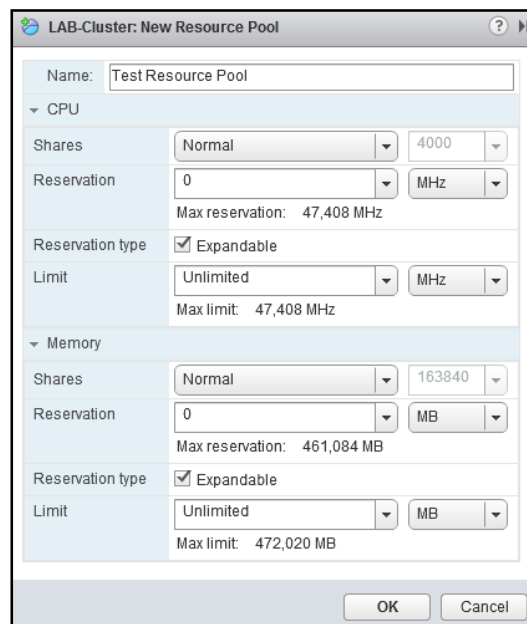 LAB-Cluster: New Resource Pool ?
Name: Test Resource Pool
CPU
Shares Normal 4000
Reservation 0 MHz
Max reservation: 47,408 MHz
Reservation type Expandable
Limit Unlimited MHz
Max limit: 47,408 MHz
Memory
Shares Normal 163840
Reservation 0 MB
Max reservation: 461,084 MB
Reservation type Expandable
Limit Unlimited MB
Max limit: 472,020 MB
OK Cancel